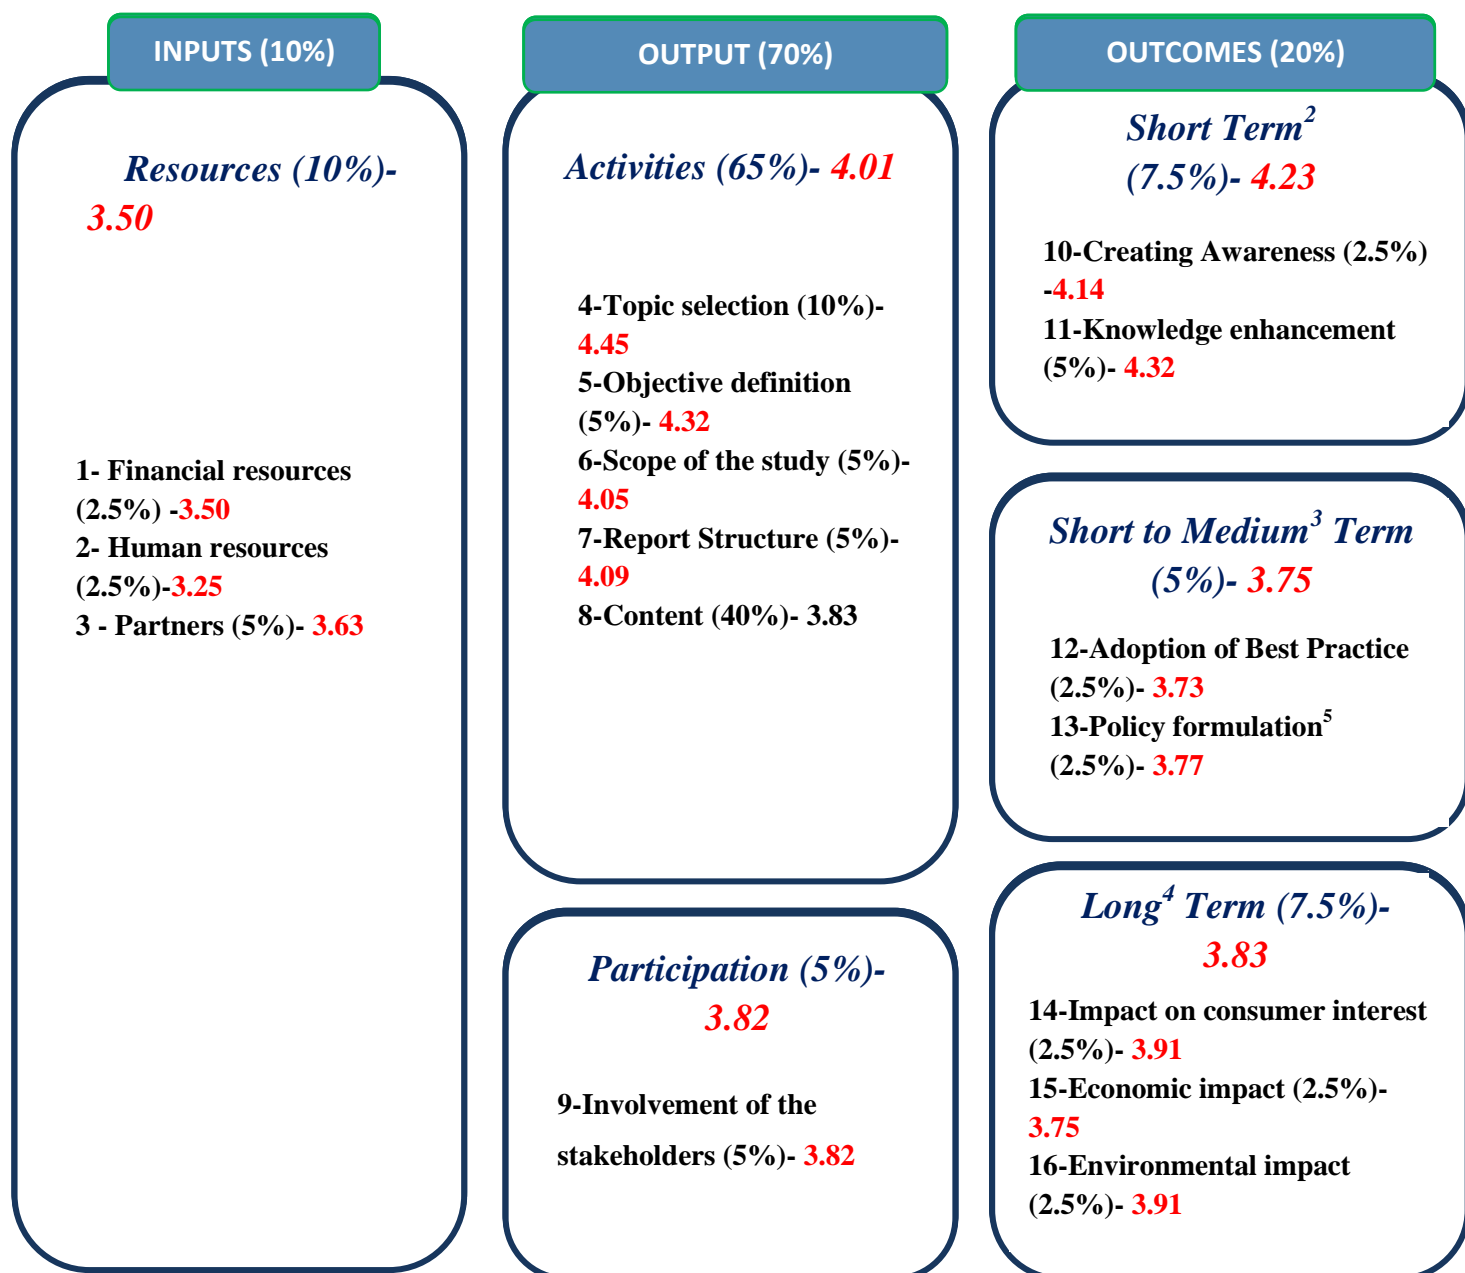 INPUTS (10%)
Resources (10%)-
3.50
1- Financial resources
(2.5%) -3.50
2- Human resources
(2.5%)-3.25
3 - Partners (5%)- 3.63
OUTPUT (70%)
Activities (65%)- 4.01
4-Topic selection (10%)-
4.45
5-Objective definition
(5%)- 4.32
6-Scope of the study (5%)-
4.05
7-Report Structure (5%)-
4.09
8-Content (40%)- 3.83
Participation (5%)-
3.82
9-Involvement of the
stakeholders (5%)- 3.82
OUTCOMES (20%)
Short Term²
(7.5%)- 4.23
10-Creating Awareness (2.5%)
-4.14
11-Knowledge enhancement
(5%)- 4.32
Short to Medium³ Term
(5%)- 3.75
12-Adoption of Best Practice
(2.5%)- 3.73
13-Policy formulation⁵
(2.5%)- 3.77
Long⁴ Term (7.5%)-
3.83
14-Impact on consumer interest
(2.5%)- 3.91
15-Economic impact (2.5%)-
3.75
16-Environmental impact
(2.5%)- 3.91